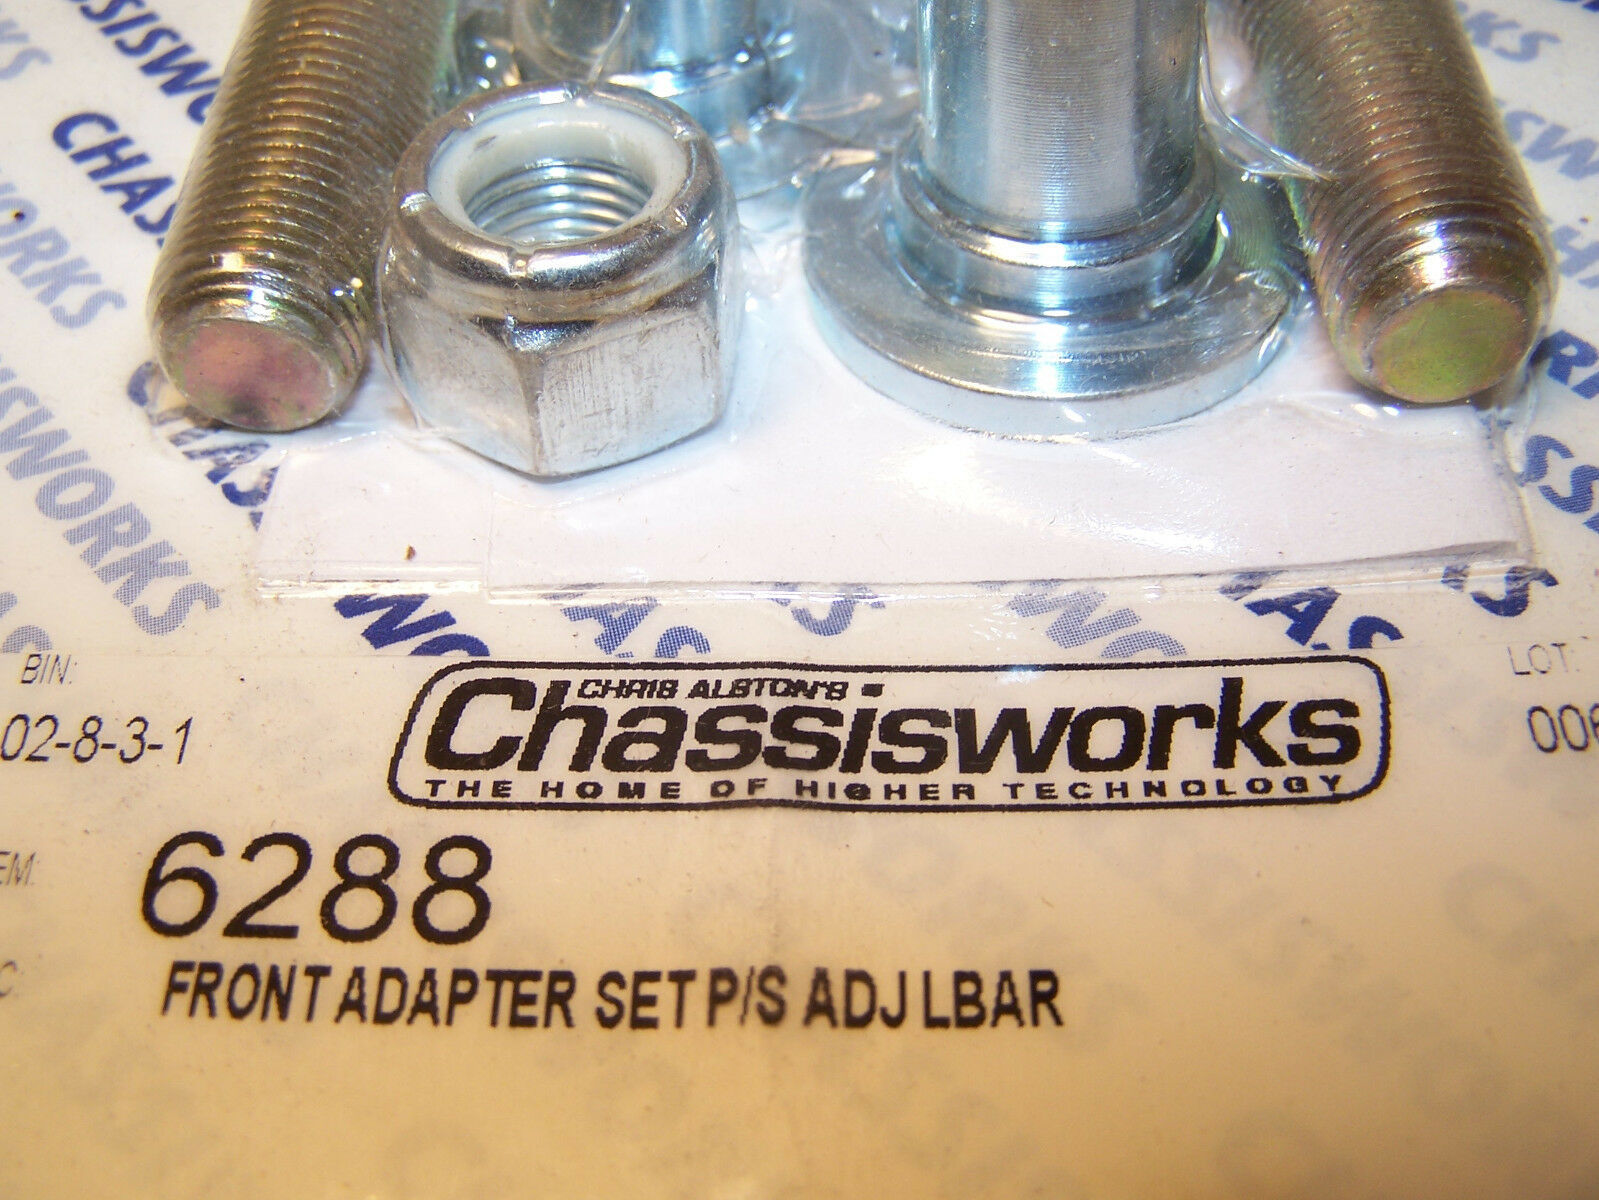 CHASSISWORKS
BIN:
02-8-3-1
CHRIS ALSTON'S
Chassisworks
THE HOME OF HIGHER TECHNOLOGY
LOT:
006
6288
FRONT ADAPTER SET P/S ADJ LBAR